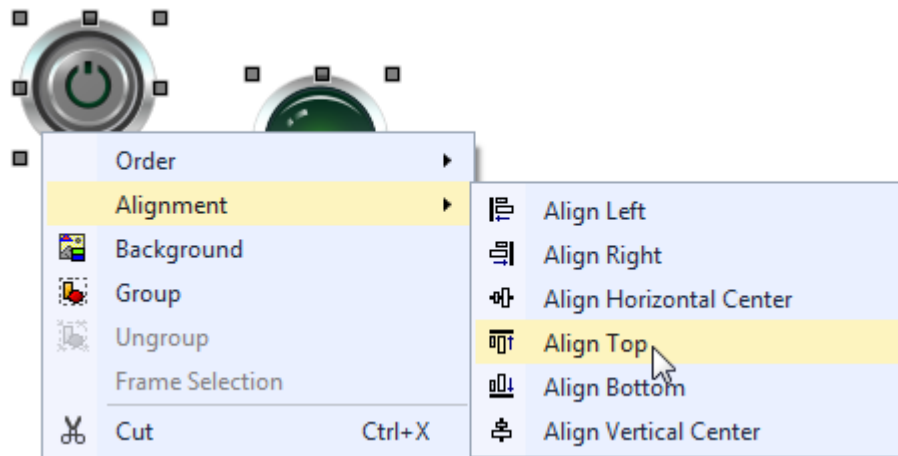 Order
Alignment
Background
Group
Ungroup
Frame Selection
Cut Ctrl+X
Align Left
Align Right
Align Horizontal Center
Align Top
Align Bottom
Align Vertical Center